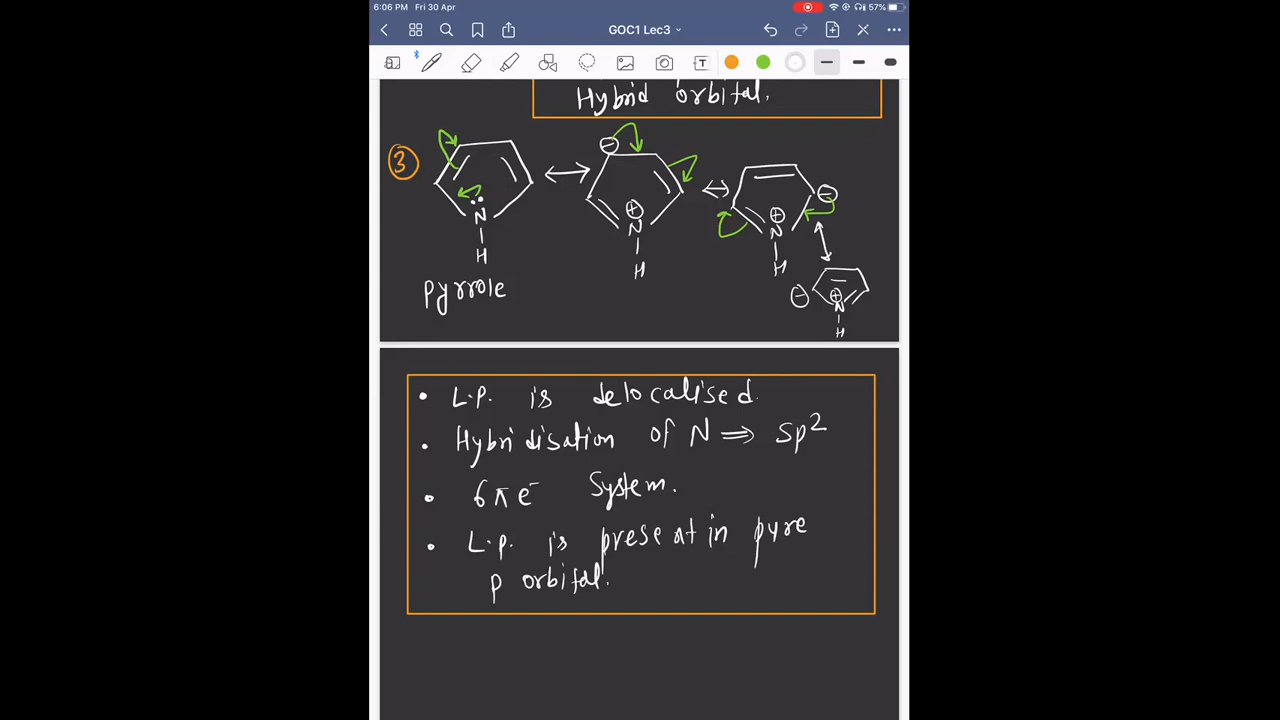 6:06 PM Fri 30 Apr
57%
GOC1 Lec3
T
Hybrid orbital.
3
N
H
Pyrrole
⊖
⊕
N
H
⊖
⊕
N
H
⊖
⊕
N
H
• L.P. is delocalised.
• Hybridisation of N ⇒ sp²
• 6πe⁻ System.
• L.p. is present in pyre
p orbital.